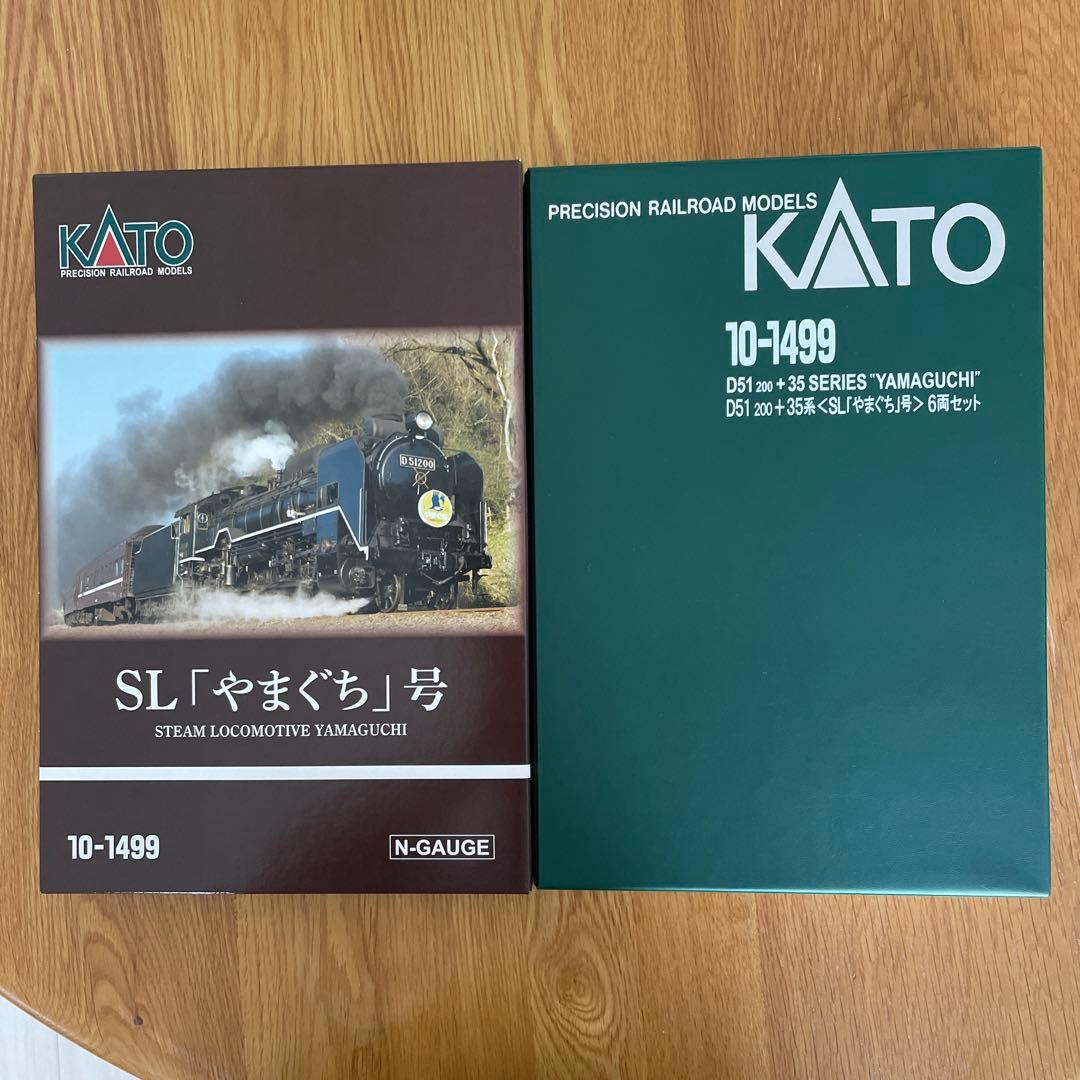 KATO
PRECISION RAILROAD MODELS
D51200
SL「やまぐち」号
STEAM LOCOMOTIVE YAMAGUCHI
10-1499
N-GAUGE
PRECISION RAILROAD MODELS
KATO
10-1499
D51 200 + 35 SERIES "YAMAGUCHI"
D51 200+35系<SL「やまぐち」号> 6両セット